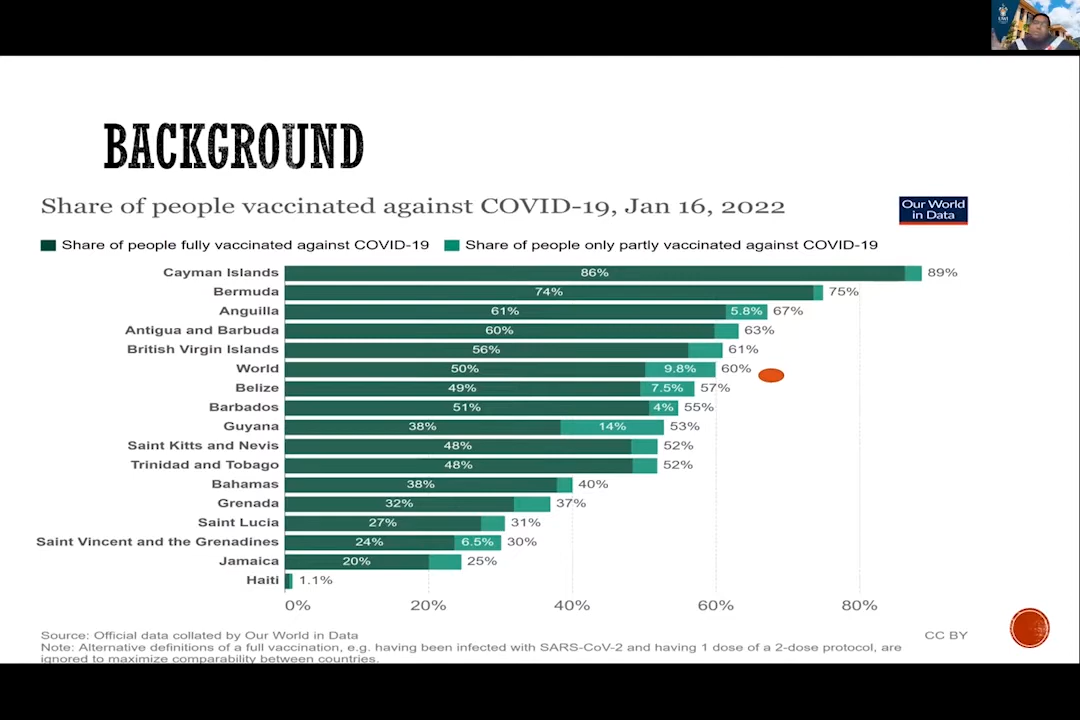 UWI
BACKGROUND
Share of people vaccinated against COVID-19, Jan 16, 2022
Our World
in Data
Share of people fully vaccinated against COVID-19 Share of people only partly vaccinated against COVID-19
Cayman Islands 86% 89%
Bermuda 74% 75%
Anguilla 61% 5.8% 67%
Antigua and Barbuda 60% 63%
British Virgin Islands 56% 61%
World 50% 9.8% 60%
Belize 49% 7.5% 57%
Barbados 51% 4% 55%
Guyana 38% 14% 53%
Saint Kitts and Nevis 48% 52%
Trinidad and Tobago 48% 52%
Bahamas 38% 40%
Grenada 32% 37%
Saint Lucia 27% 31%
Saint Vincent and the Grenadines 24% 6.5% 30%
Jamaica 20% 25%
Haiti 1.1%
0% 20% 40% 60% 80%
Source: Official data collated by Our World in Data CC BY
Note: Alternative definitions of a full vaccination, e.g. having been infected with SARS-CoV-2 and having 1 dose of a 2-dose protocol, are
ignored to maximize comparability between countries.